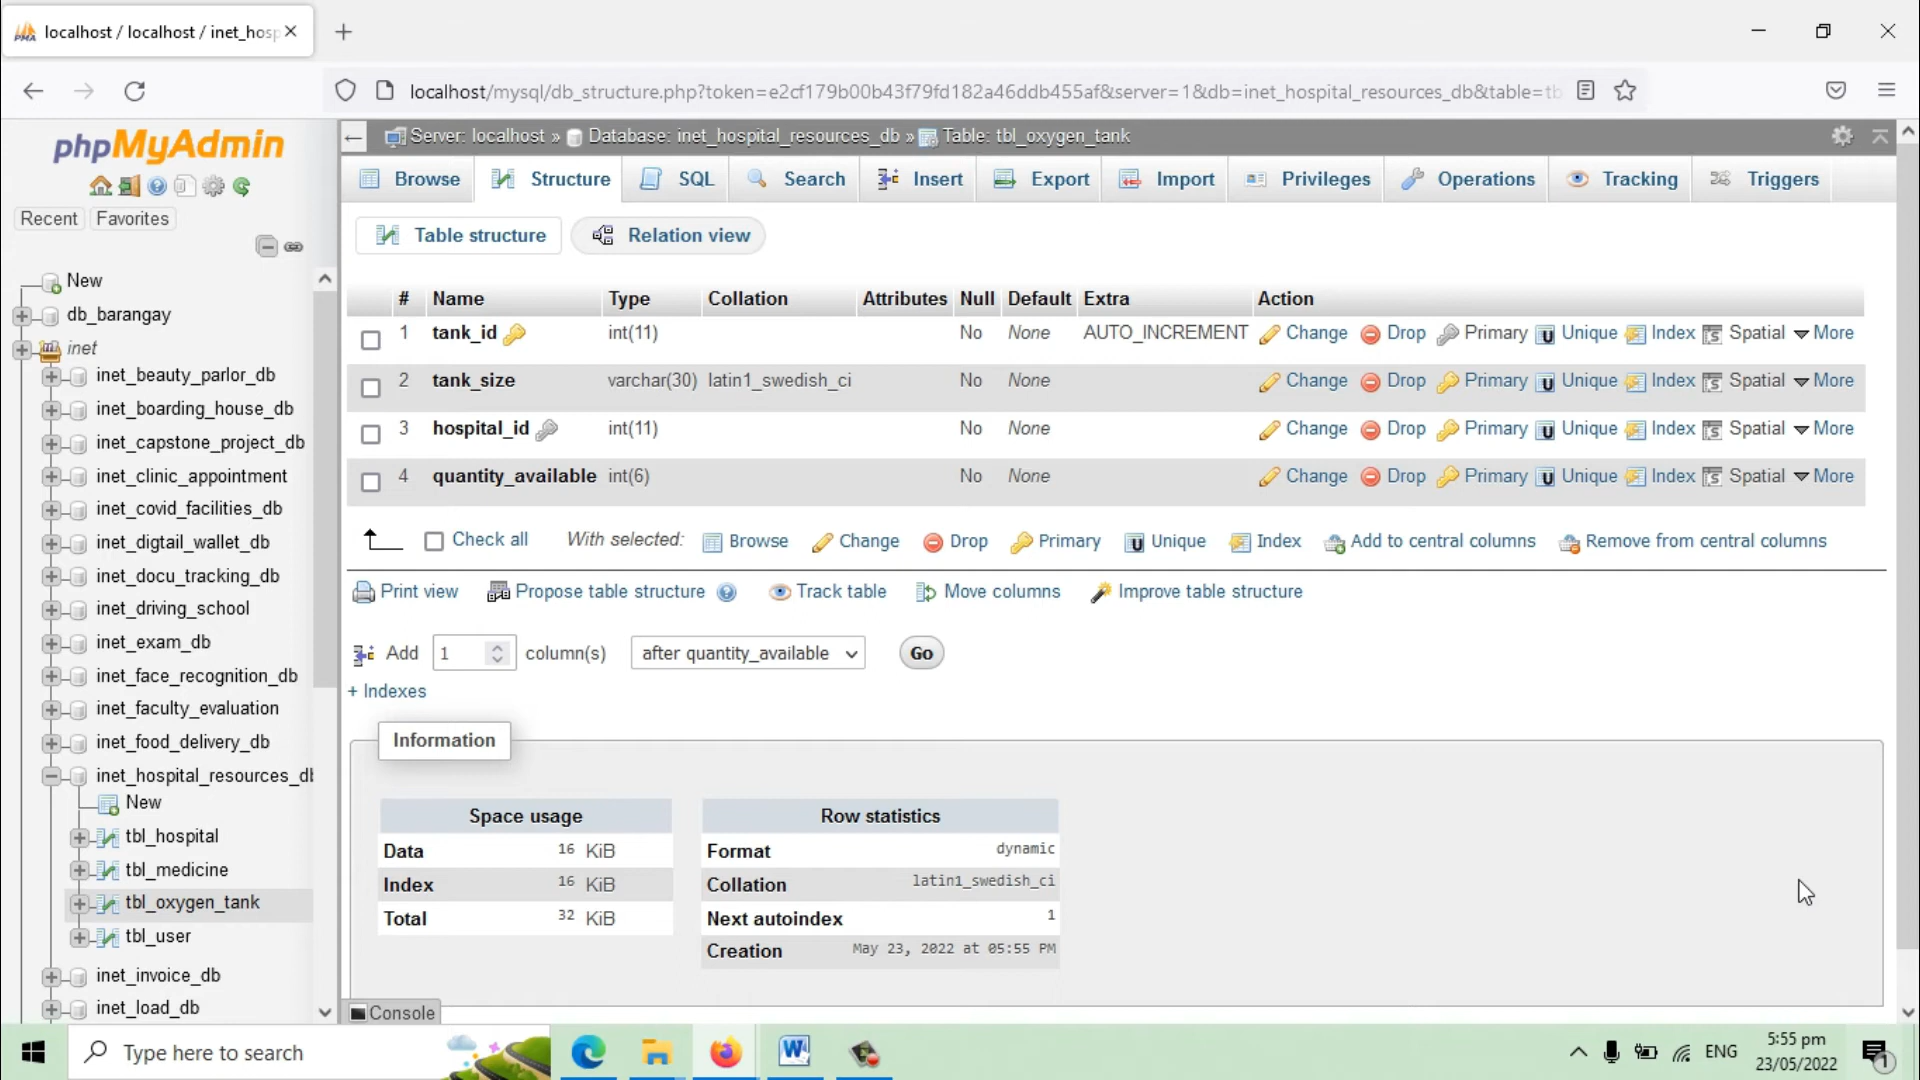 localhost / localhost / inet_hosp
localhost/mysql/db_structure.php?token=e2cf179b00b43f79fd182a46ddb455af&server=1&db=inet_hospital_resources_db&table=tb
phpMyAdmin
Recent Favorites
New
db_barangay
inet
inet_beauty_parlor_db
inet_boarding_house_db
inet_capstone_project_db
inet_clinic_appointment
inet_covid_facilities_db
inet_digtail_wallet_db
inet_docu_tracking_db
inet_driving_school
inet_exam_db
inet_face_recognition_db
inet_faculty_evaluation
inet_food_delivery_db
inet_hospital_resources_db
New
tbl_hospital
tbl_medicine
tbl_oxygen_tank
tbl_user
inet_invoice_db
inet_load_db
Server: localhost » Database: inet_hospital_resources_db » Table: tbl_oxygen_tank
Browse Structure SQL Search Insert Export Import Privileges Operations Tracking Triggers
Table structure Relation view
# Name Type Collation Attributes Null Default Extra Action
1 tank_id int(11) No None AUTO_INCREMENT Change Drop Primary Unique Index Spatial More
2 tank_size varchar(30) latin1_swedish_ci No None Change Drop Primary Unique Index Spatial More
3 hospital_id int(11) No None Change Drop Primary Unique Index Spatial More
4 quantity_available int(6) No None Change Drop Primary Unique Index Spatial More
Check all With selected: Browse Change Drop Primary Unique Index Add to central columns Remove from central columns
Print view Propose table structure Track table Move columns Improve table structure
Add 1 column(s) after quantity_available Go
+ Indexes
Information
Space usage
Data 16 KiB
Index 16 KiB
Total 32 KiB
Row statistics
Format dynamic
Collation latin1_swedish_ci
Next autoindex 1
Creation May 23, 2022 at 05:55 PM
Console
Type here to search
ENG
5:55 pm
23/05/2022
1